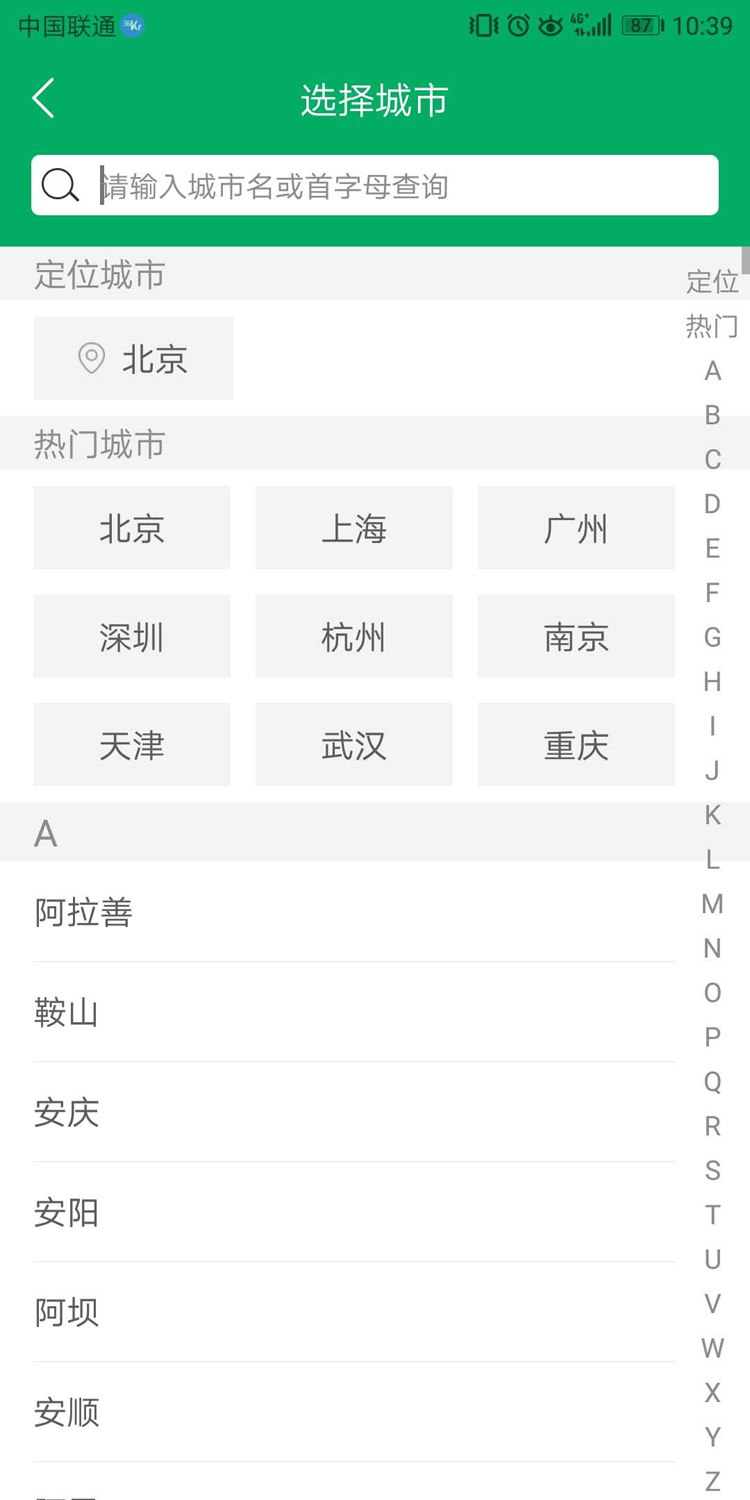 中国联通 36Kr 4G+ 87 10:39
选择城市
请输入城市名或首字母查询
定位城市
北京
热门城市
北京 上海 广州
深圳 杭州 南京
天津 武汉 重庆
A
阿拉善
鞍山
安庆
安阳
阿坝
安顺
定位
热门
A
B
C
D
E
F
G
H
I
J
K
L
M
N
O
P
Q
R
S
T
U
V
W
X
Y
Z